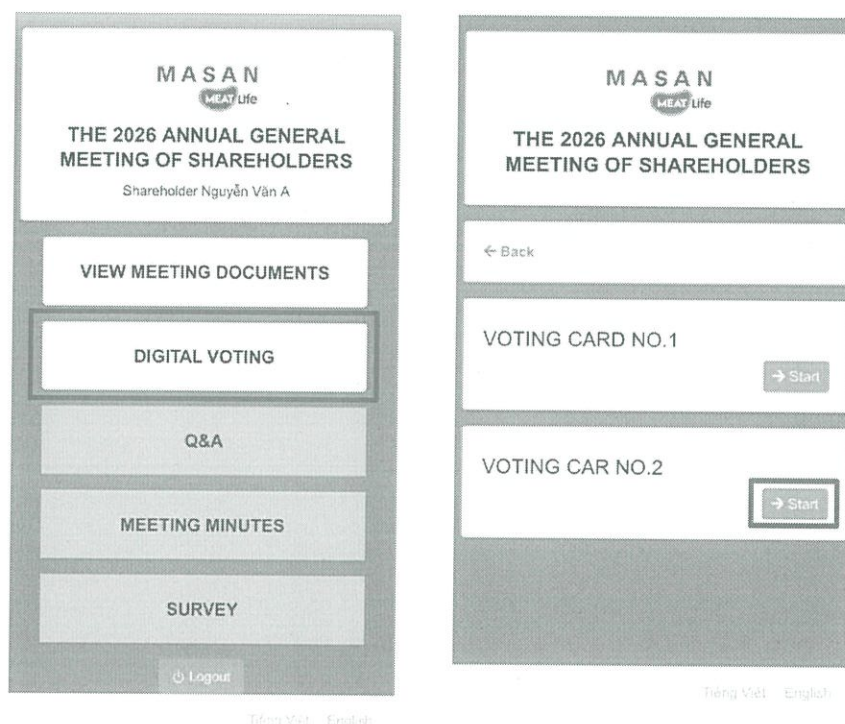 MASAN
MEAT Life
THE 2026 ANNUAL GENERAL
MEETING OF SHAREHOLDERS
Shareholder Nguyễn Văn A
VIEW MEETING DOCUMENTS
DIGITAL VOTING
Q&A
MEETING MINUTES
SURVEY
Logout
Tiếng Việt English
MASAN
MEAT Life
THE 2026 ANNUAL GENERAL
MEETING OF SHAREHOLDERS
← Back
VOTING CARD NO.1
→ Start
VOTING CAR NO.2
→ Start
Tiếng Việt English